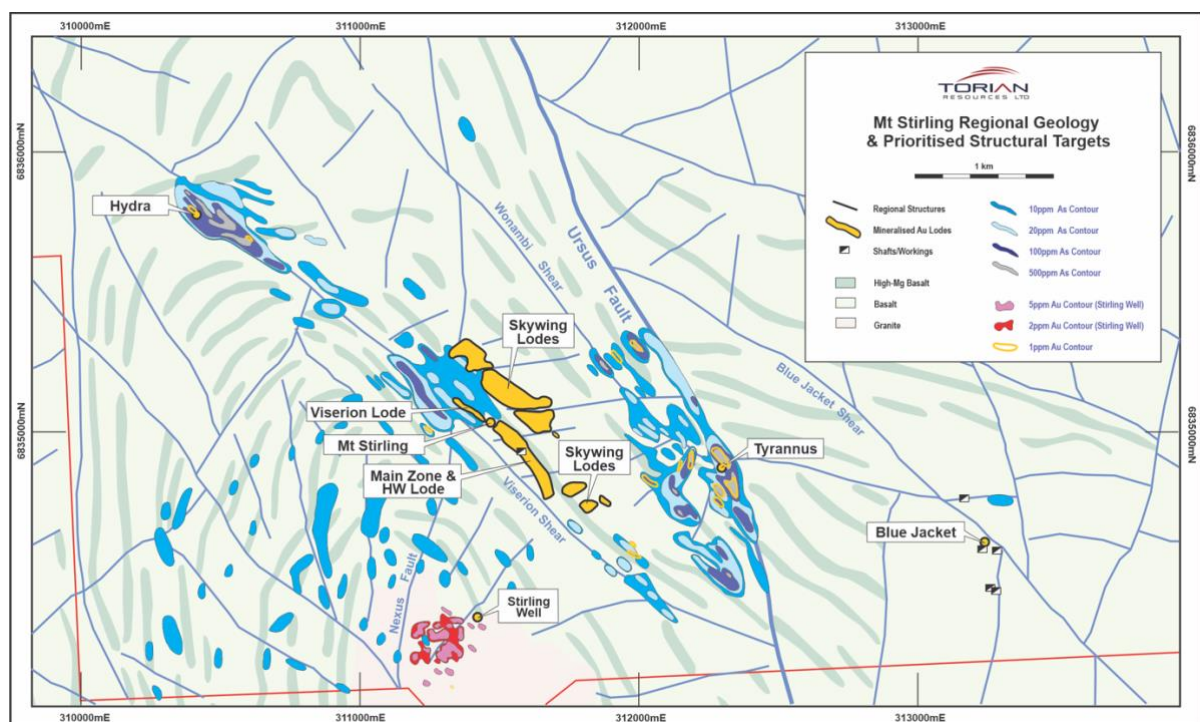 310000mE
311000mE
312000mE
313000mE
6836000mN
6836000mN
TORIAN
RESOURCES LTD
Mt Stirling Regional Geology
& Prioritised Structural Targets
1 km
Regional Structures
Mineralised Au Lodes
Shafts/Workings
High-Mg Basalt
Basalt
Granite
10ppm As Contour
20ppm As Contour
100ppm As Contour
500ppm As Contour
5ppm Au Contour (Stirling Well)
2ppm Au Contour (Stirling Well)
1ppm Au Contour
Hydra
Wonambi Shear
Ursus Fault
Skywing
Lodes
Blue Jacket Shear
Viserion Lode
Mt Stirling
6835000mN
6835000mN
Main Zone &
HW Lode
Skywing
Lodes
Tyrannus
Viserion Shear
Blue Jacket
Nexus Fault
Stirling
Well
310000mE
311000mE
312000mE
313000mE